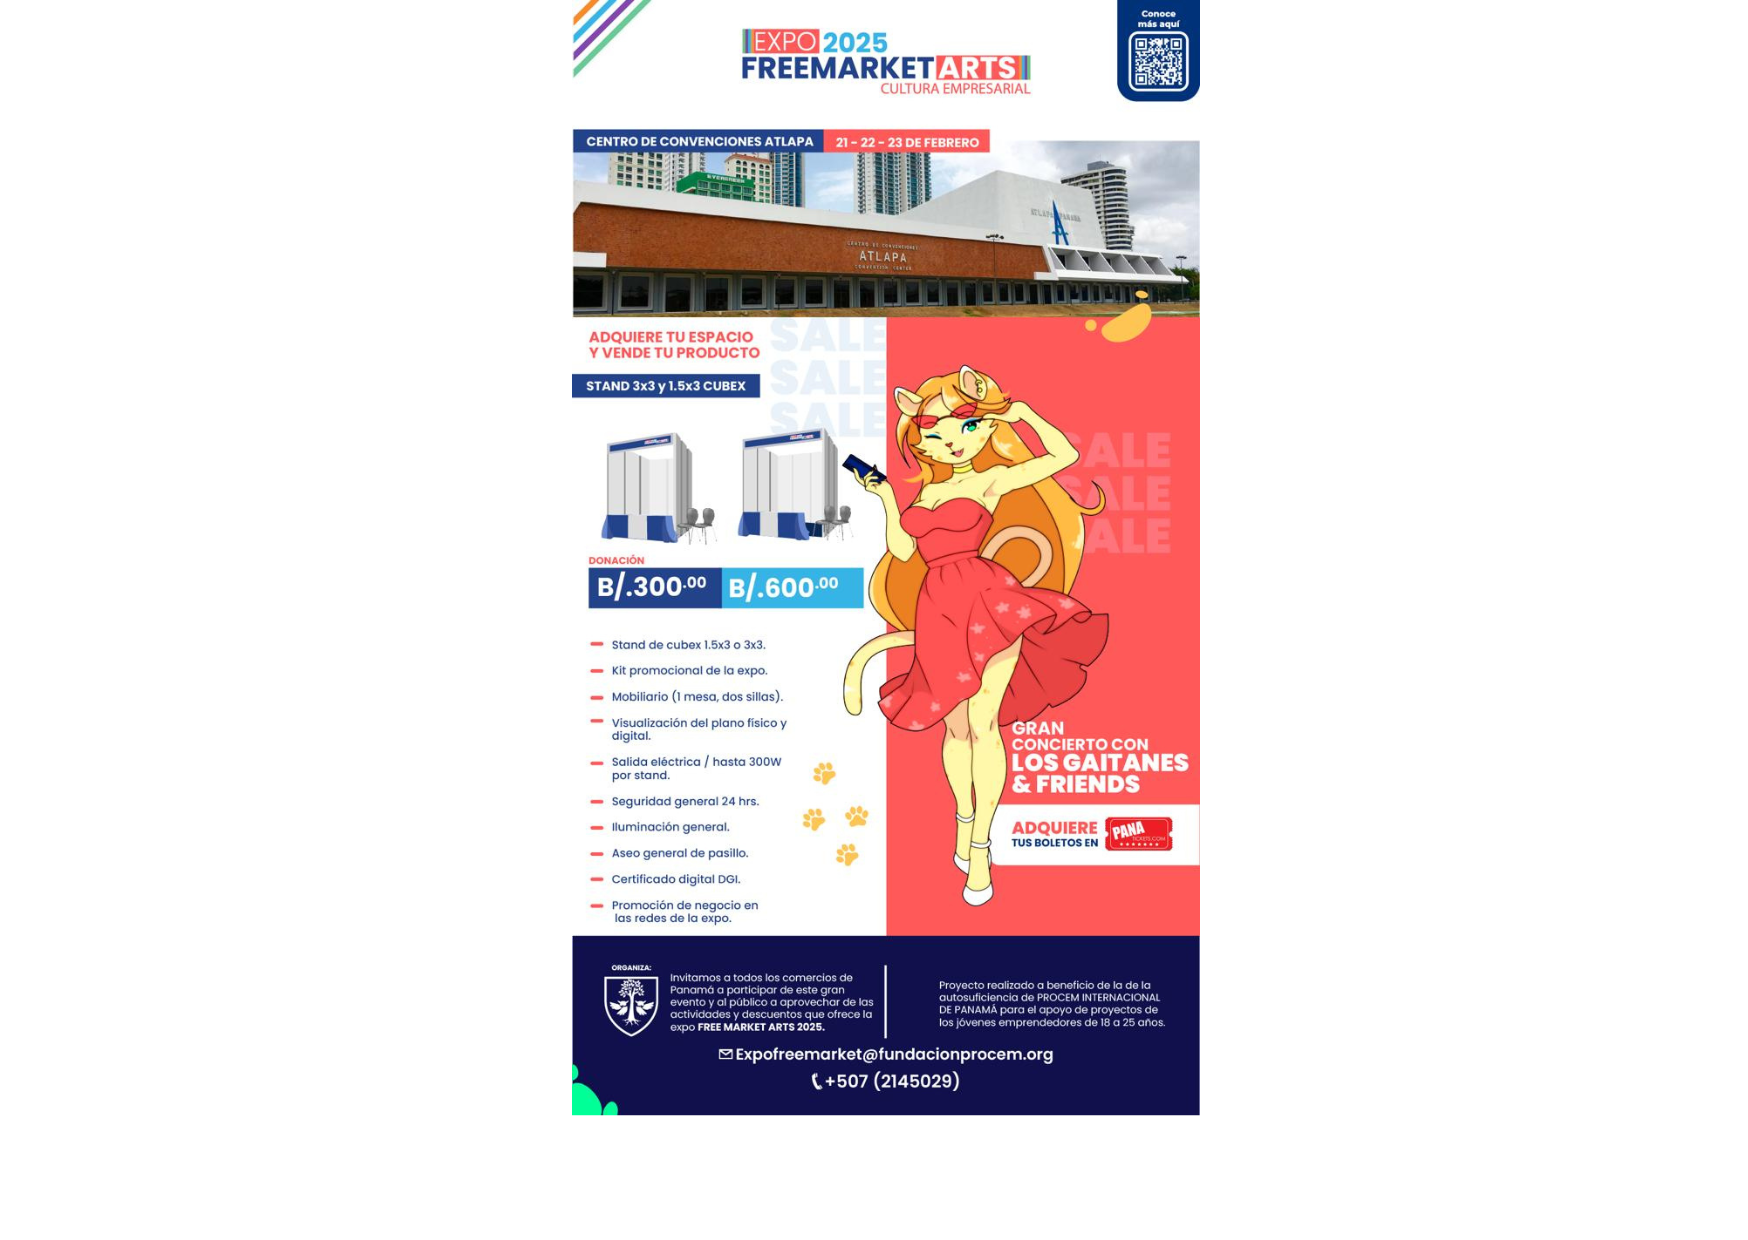 Conoce
más aquí
EXPO 2025
FREEMARKET ARTS
CULTURA EMPRESARIAL
CENTRO DE CONVENCIONES ATLAPA
21 - 22 - 23 DE FEBRERO
EVERGREEN
ATLAPA PANAMA
CENTRO DE CONVENCIONES
ATLAPA
CONVENTION CENTER
ADQUIERE TU ESPACIO
Y VENDE TU PRODUCTO
SALE
SALE
SALE
STAND 3x3 y 1.5x3 CUBEX
SALE
SALE
SALE
DONACIÓN
B/.300.00
B/.600.00
Stand de cubex 1.5x3 o 3x3.
Kit promocional de la expo.
Mobiliario (1 mesa, dos sillas).
Visualización del plano físico y
digital.
Salida eléctrica / hasta 300W
por stand.
Seguridad general 24 hrs.
Iluminación general.
Aseo general de pasillo.
Certificado digital DGI.
Promoción de negocio en
las redes de la expo.
GRAN
CONCIERTO CON
LOS GAITANES
& FRIENDS
ADQUIERE
TUS BOLETOS EN
PANA
TICKETS.COM
ORGANIZA:
Invitamos a todos los comercios de
Panamá a participar de este gran
evento y al público a aprovechar de las
actividades y descuentos que ofrece la
expo FREE MARKET ARTS 2025.
Proyecto realizado a beneficio de la de la
autosuficiencia de PROCEM INTERNACIONAL
DE PANAMÁ para el apoyo de proyectos de
los jóvenes emprendedores de 18 a 25 años.
Expofreemarket@fundacionprocem.org
+507 (2145029)